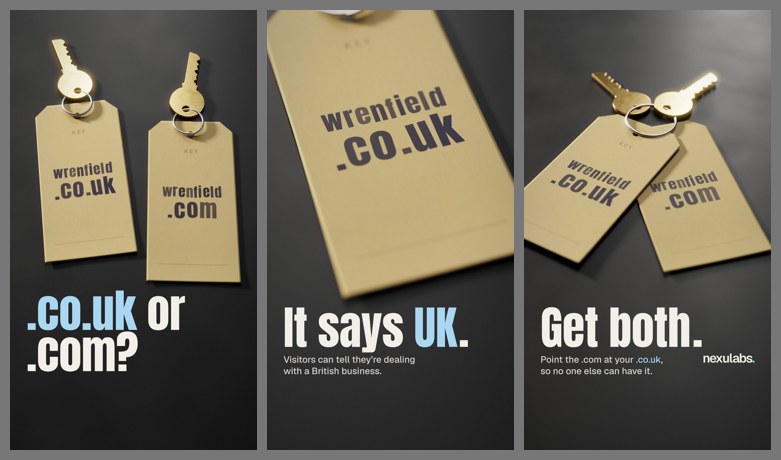 KEY
wrenfield
.co.uk
KEY
wrenfield
.com
.co.uk or
.com?
KEY
wrenfield
.co.uk
It says UK.
Visitors can tell they're dealing
with a British business.
KEY
wrenfield
.co.uk
wrenfield
.com
Get both.
Point the .com at your .co.uk,
so no one else can have it.
nexulabs.